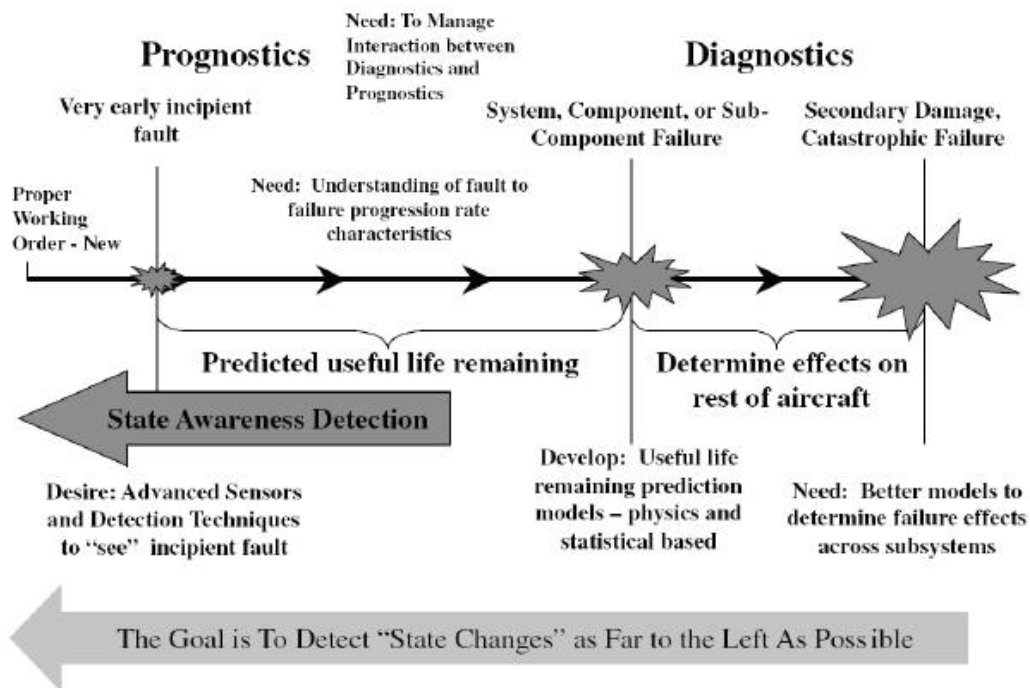 Prognostics
Need: To Manage
Interaction between
Diagnostics and
Prognostics
Diagnostics
Very early incipient
fault
System, Component, or Sub-
Component Failure
Secondary Damage,
Catastrophic Failure
Proper
Working
Order - New
Need: Understanding of fault to
failure progression rate
characteristics
Predicted useful life remaining
Determine effects on
rest of aircraft
State Awareness Detection
Desire: Advanced Sensors
and Detection Techniques
to “see” incipient fault
Develop: Useful life
remaining prediction
models – physics and
statistical based
Need: Better models to
determine failure effects
across subsystems
The Goal is To Detect “State Changes” as Far to the Left As Possible